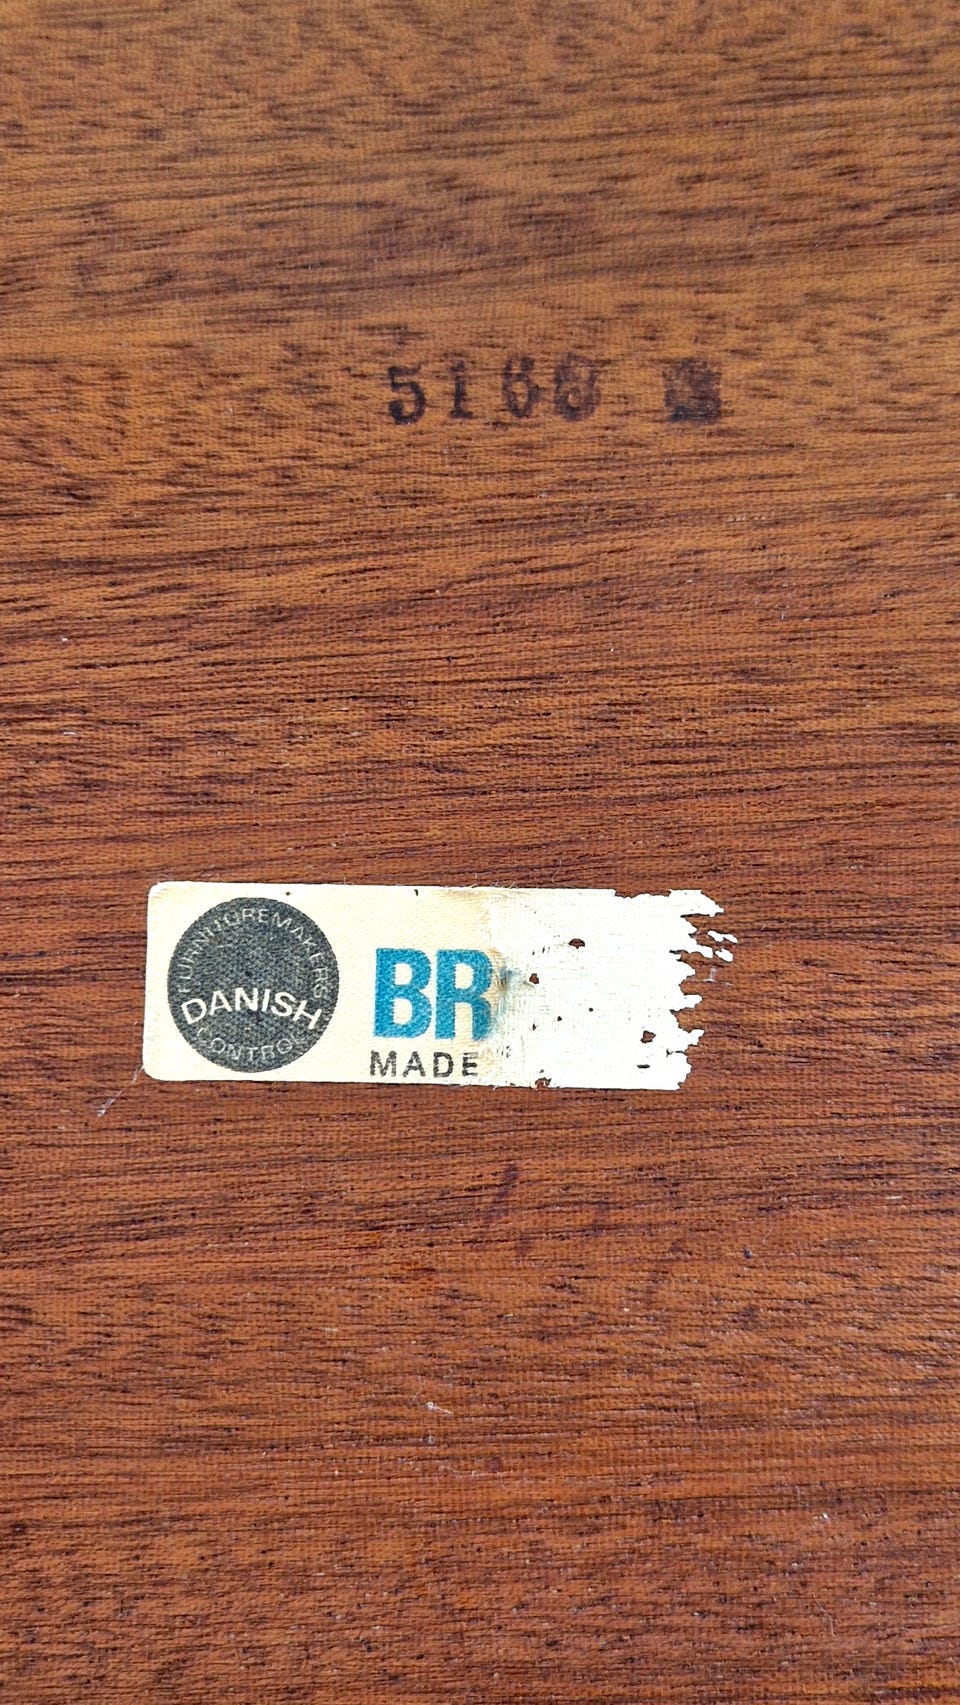 5168
FURNITUREMAKERS
DANISH
CONTROL
BR
MADE